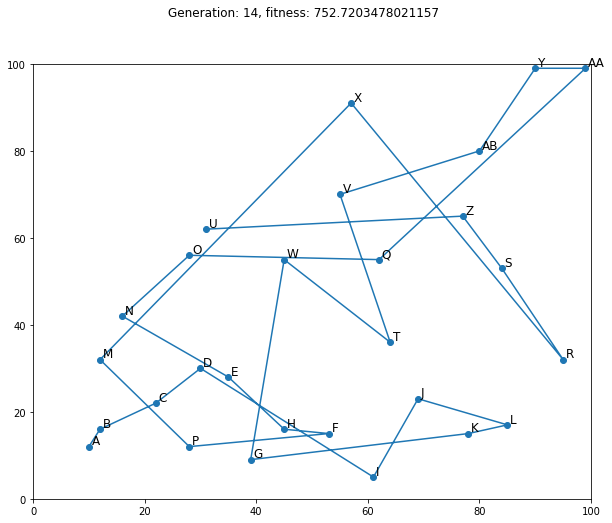 Generation: 14, fitness: 752.7203478021157
100
80
60
40
20
0
0
20
40
60
80
100
Y
AA
X
AB
V
Z
U
O
W
Q
S
N
T
M
R
D
E
J
C
B
H
L
A
P
F
K
G
I